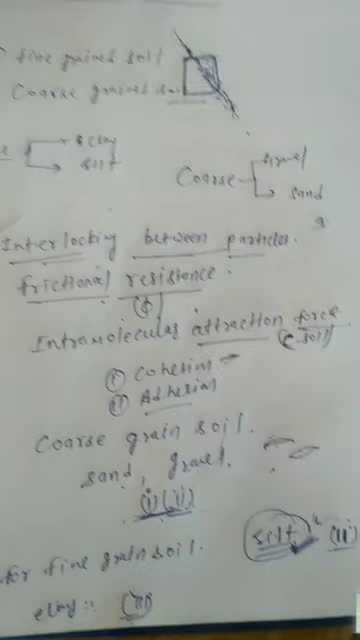 fine grained soil
Coarse grained soil
clay
silt
Coarse
gravel
sand
Interlocking between particles.
frictional resistance.
(φ)
Intramolecular attraction force
(soil)
(i) Cohesion
(ii) Adhesion
Coarse grain soil.
sand, gravel.
(i) (ii)
for fine grain soil.
silt (ii)
clay :: (iii)